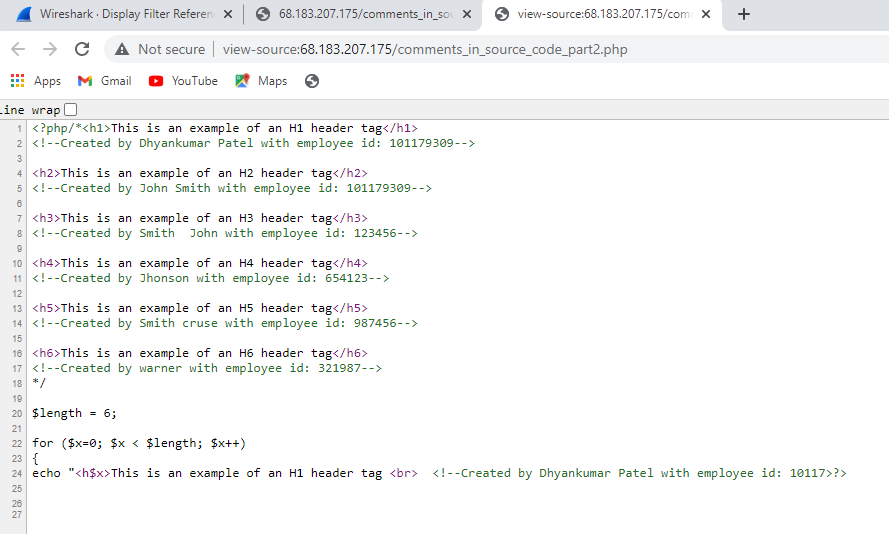 Wireshark · Display Filter Referen
68.183.207.175/comments_in_so
view-source:68.183.207.175/com
Not secure | view-source:68.183.207.175/comments_in_source_code_part2.php
Apps Gmail YouTube Maps
ine wrap
1 <?php/*<h1>This is an example of an H1 header tag</h1>
2 <!--Created by Dhyankumar Patel with employee id: 101179309-->
3
4 <h2>This is an example of an H2 header tag</h2>
5 <!--Created by John Smith with employee id: 101179309-->
6
7 <h3>This is an example of an H3 header tag</h3>
8 <!--Created by Smith  John with employee id: 123456-->
9
10 <h4>This is an example of an H4 header tag</h4>
11 <!--Created by Jhonson with employee id: 654123-->
12
13 <h5>This is an example of an H5 header tag</h5>
14 <!--Created by Smith cruse with employee id: 987456-->
15
16 <h6>This is an example of an H6 header tag</h6>
17 <!--Created by warner with employee id: 321987-->
18 */
19
20 $length = 6;
21
22 for ($x=0; $x < $length; $x++)
23 {
24 echo "<h$x>This is an example of an H1 header tag <br>  <!--Created by Dhyankumar Patel with employee id: 10117>?>
25
26
27